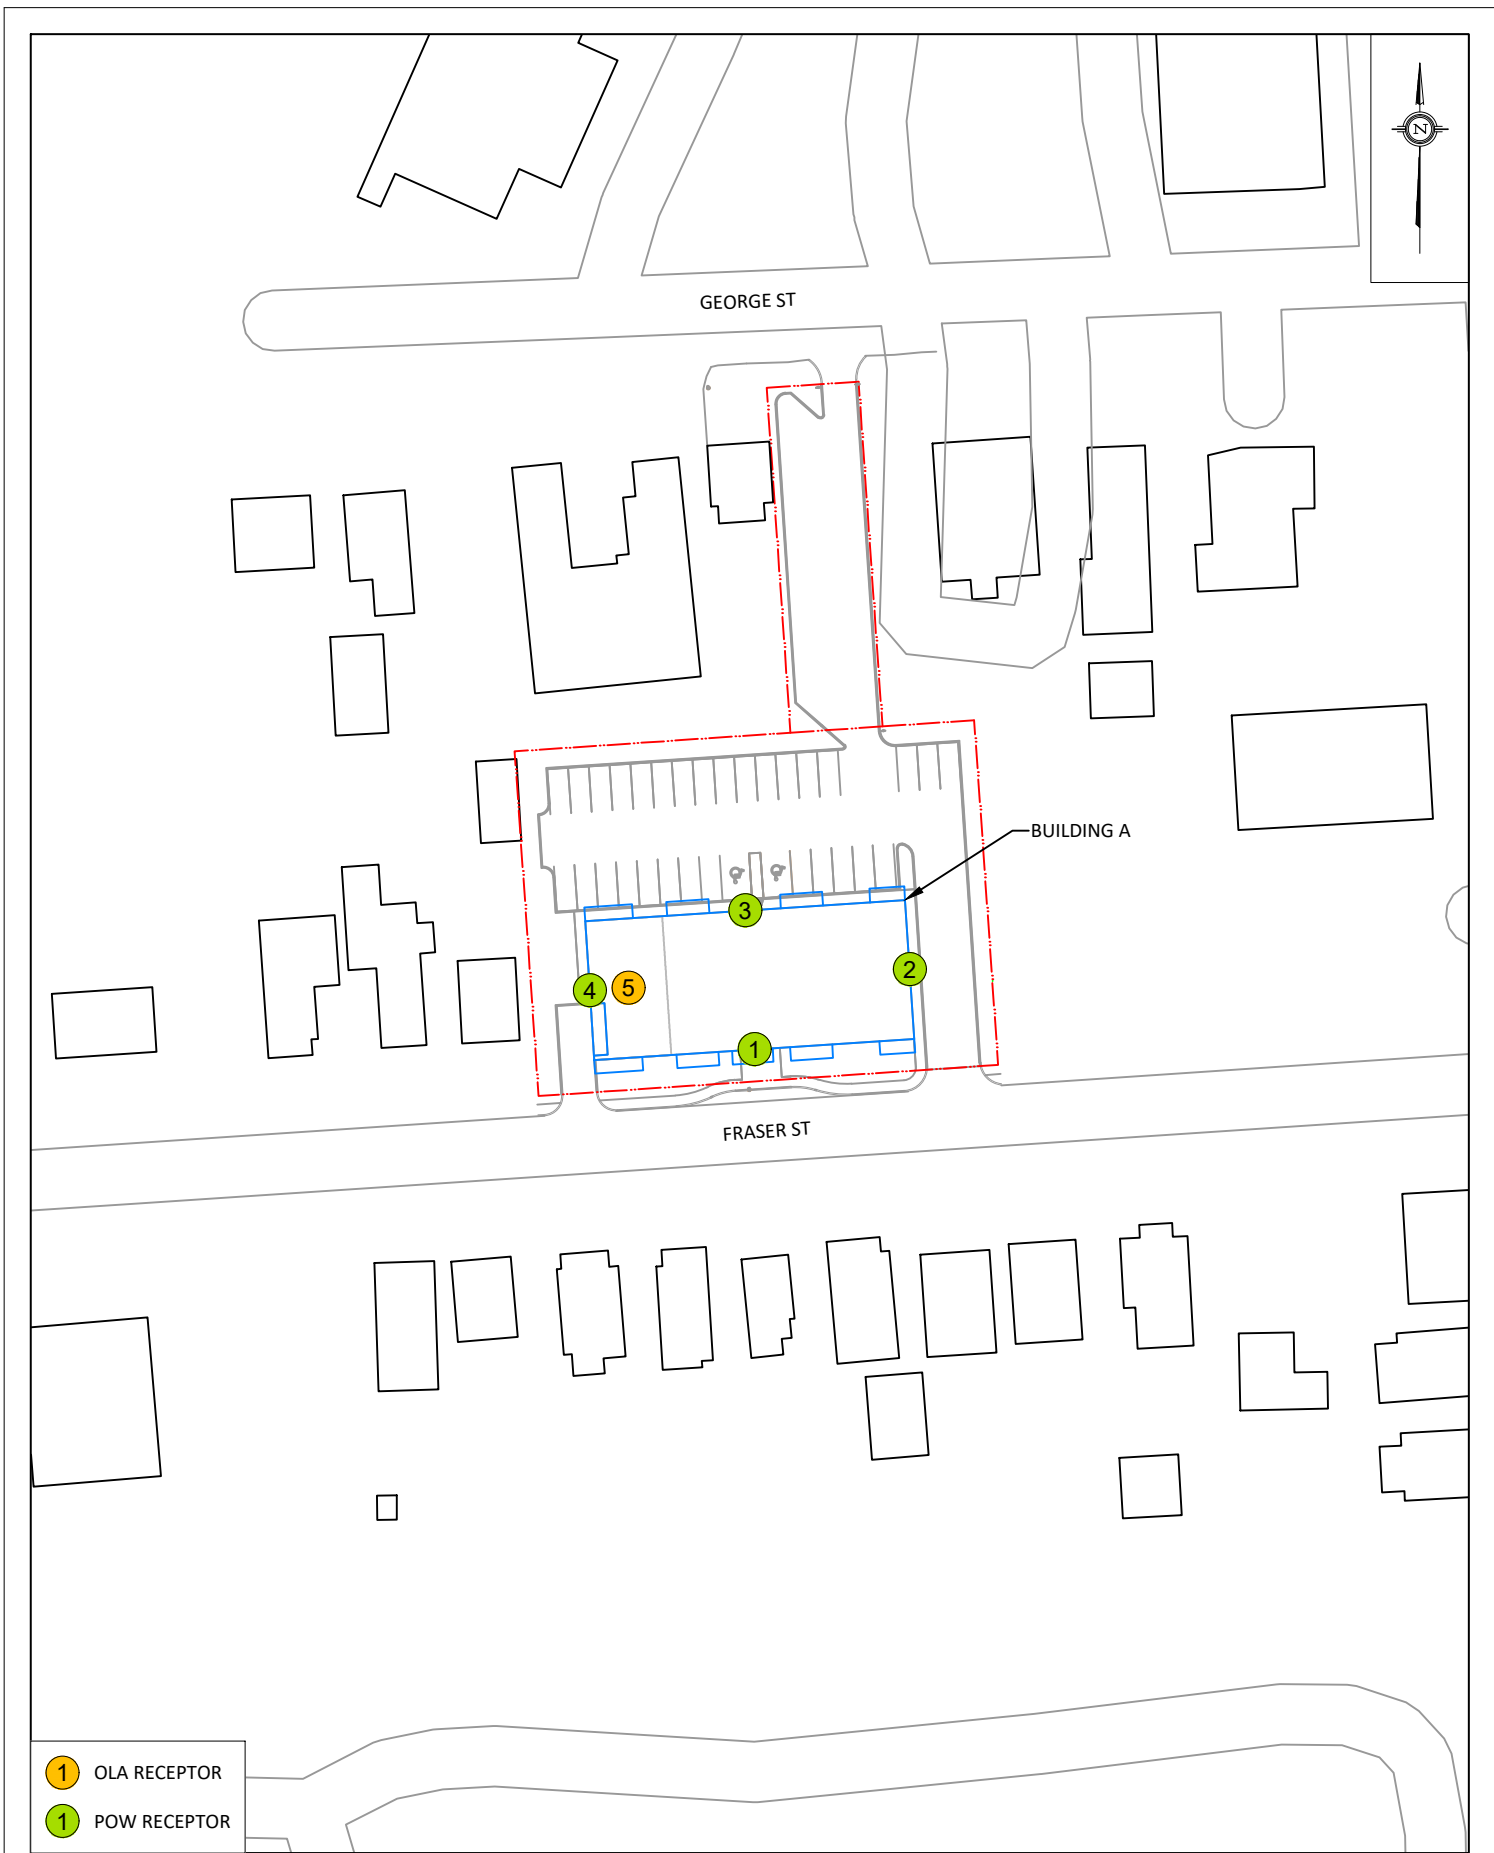 N
GEORGE ST
BUILDING A
3
2
4
5
1
FRASER ST
1 OLA RECEPTOR
1 POW RECEPTOR